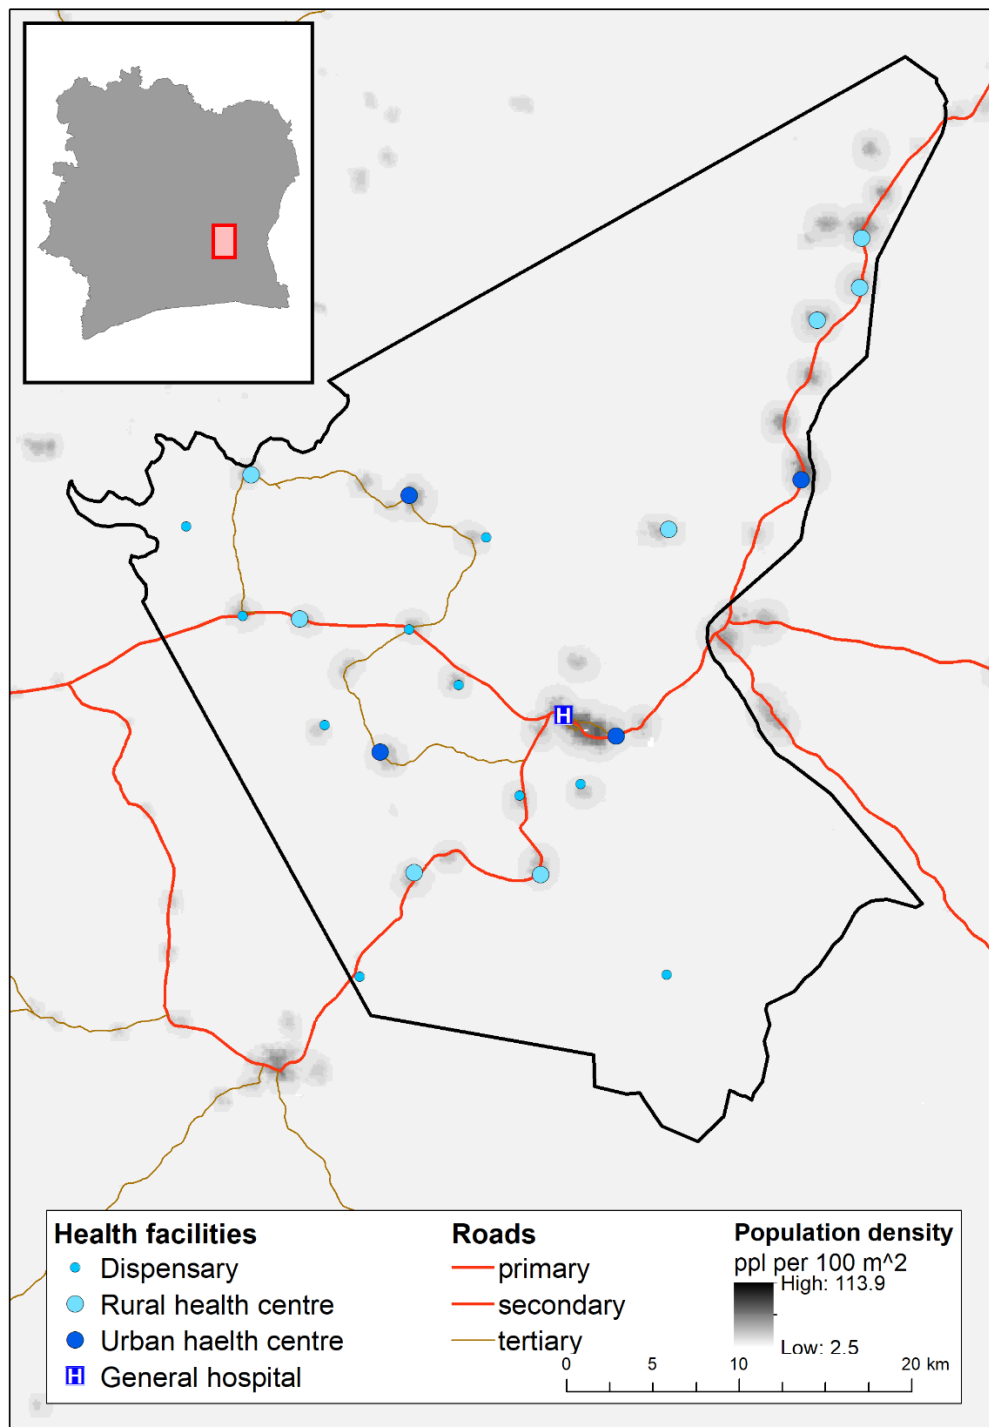 H
Health facilities
Dispensary
Rural health centre
Urban haelth centre
H General hospital
Roads
primary
secondary
tertiary
Population density
ppl per 100 m^2
High: 113.9
Low: 2.5
0 5 10 20 km